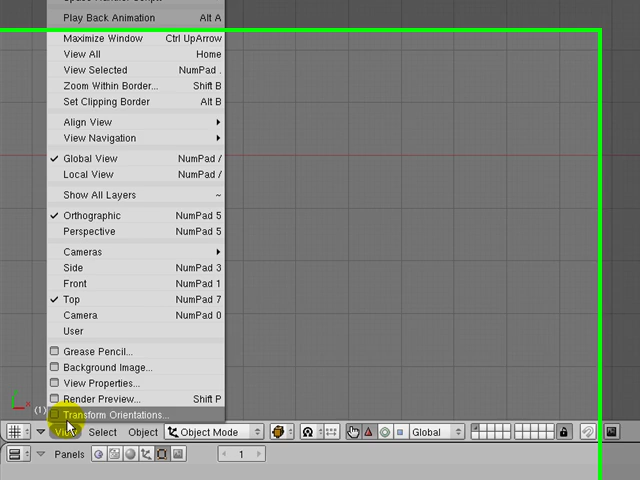 Space Handler Scripts
Play Back Animation Alt A
Maximize Window Ctrl UpArrow
View All Home
View Selected NumPad .
Zoom Within Border... Shift B
Set Clipping Border Alt B
Align View
View Navigation
Global View NumPad /
Local View NumPad /
Show All Layers ~
Orthographic NumPad 5
Perspective NumPad 5
Cameras
Side NumPad 3
Front NumPad 1
Top NumPad 7
Camera NumPad 0
User
Grease Pencil...
Background Image...
View Properties...
Render Preview... Shift P
Transform Orientations...
(1)
View Select Object Object Mode Global
Panels 1